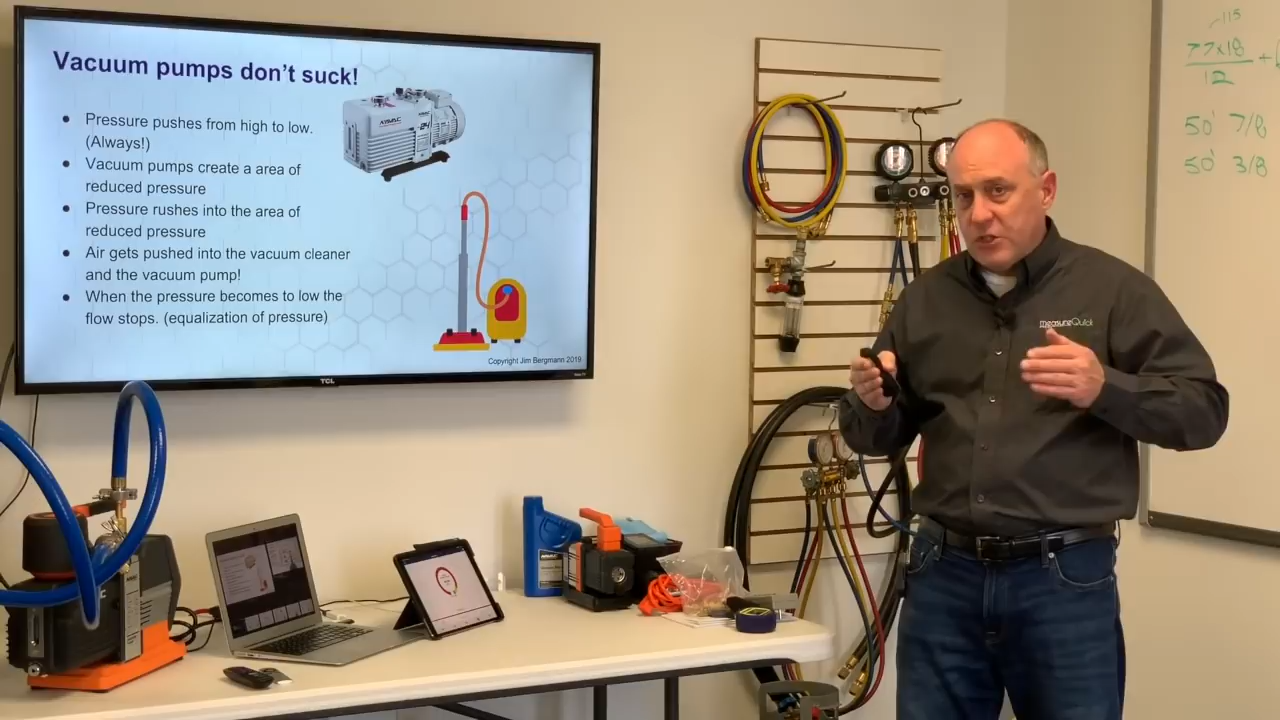 Vacuum pumps don't suck!
● Pressure pushes from high to low.
(Always!)
● Vacuum pumps create a area of
reduced pressure
● Pressure rushes into the area of
reduced pressure
● Air gets pushed into the vacuum cleaner
and the vacuum pump!
● When the pressure becomes to low the
flow stops. (equalization of pressure)
Copyright Jim Bergmann 2019
TCL
measureQuick
115
77x18
12
+
50' 7/8
50' 3/8